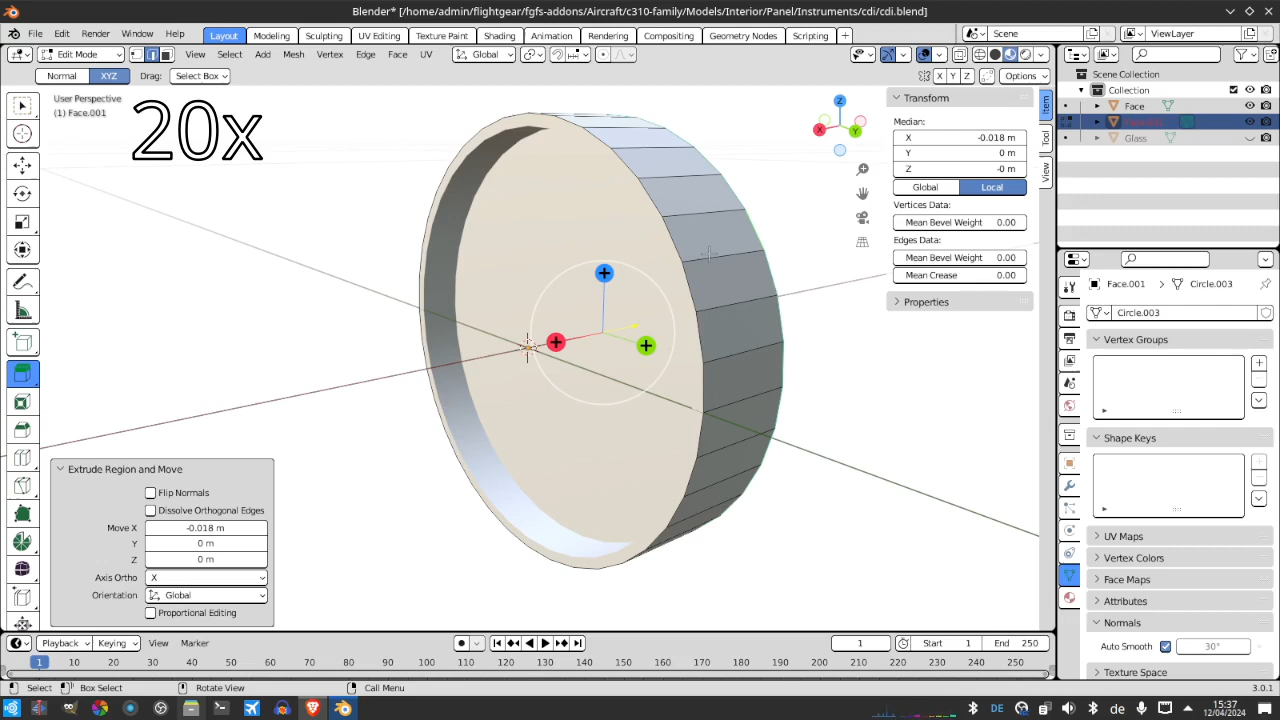 Blender* [/home/admin/flightgear/fgfs-addons/Aircraft/c310-family/Models/Interior/Panel/Instruments/cdi/cdi.blend]
File Edit Render Window Help Layout Modeling Sculpting UV Editing Texture Paint Shading Animation Rendering Compositing Geometry Nodes Scripting + Scene ViewLayer
Edit Mode View Select Add Mesh Vertex Edge Face UV Global
Normal XYZ Drag: Select Box X Y Z Options
User Perspective
(1) Face.001
20x
Z
X
Y
Transform
Median:
X -0.018 m
Y 0 m
Z -0 m
Global Local
Vertices Data:
Mean Bevel Weight 0.00
Edges Data:
Mean Bevel Weight 0.00
Mean Crease 0.00
Properties
Item
Tool
View
Scene Collection
Collection
Face
Glass
Face.001 Circle.003
Circle.003
Vertex Groups
Shape Keys
UV Maps
Vertex Colors
Face Maps
Attributes
Normals
Auto Smooth 30°
Texture Space
Extrude Region and Move
Flip Normals
Dissolve Orthogonal Edges
Move X -0.018 m
Y 0 m
Z 0 m
Axis Ortho X
Orientation Global
Proportional Editing
Playback Keying View Marker 1 Start 1 End 250
1 10 20 30 40 50 60 70 80 90 100 110 120 130 140 150 160 170 180 190 200 210 220 230 240 250
Select Box Select Rotate View Call Menu 3.0.1
DE de 15:37
12/04/2024